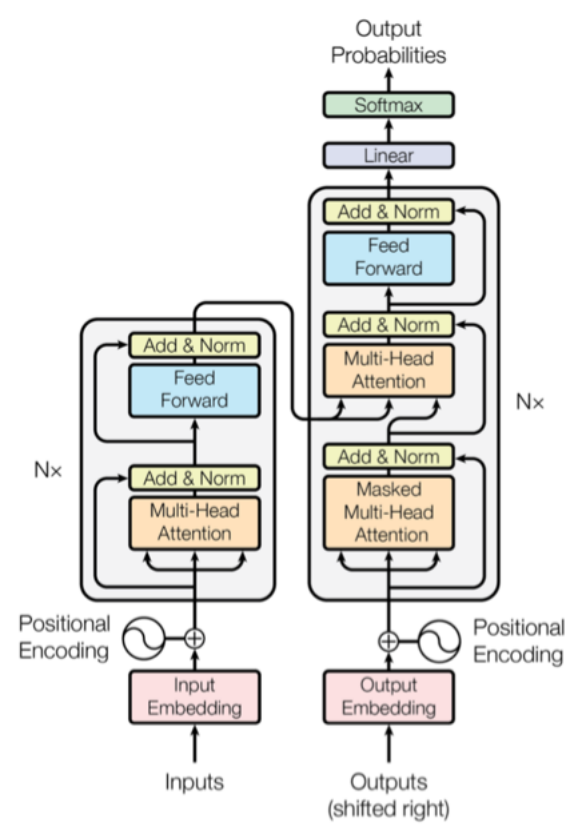 Output
Probabilities
Softmax
Linear
Add & Norm
Feed
Forward
Add & Norm
Multi-Head
Attention
Nx
Add & Norm
Masked
Multi-Head
Attention
Add & Norm
Feed
Forward
Nx
Add & Norm
Multi-Head
Attention
Positional
Encoding
Positional
Encoding
Input
Embedding
Output
Embedding
Inputs
Outputs
(shifted right)